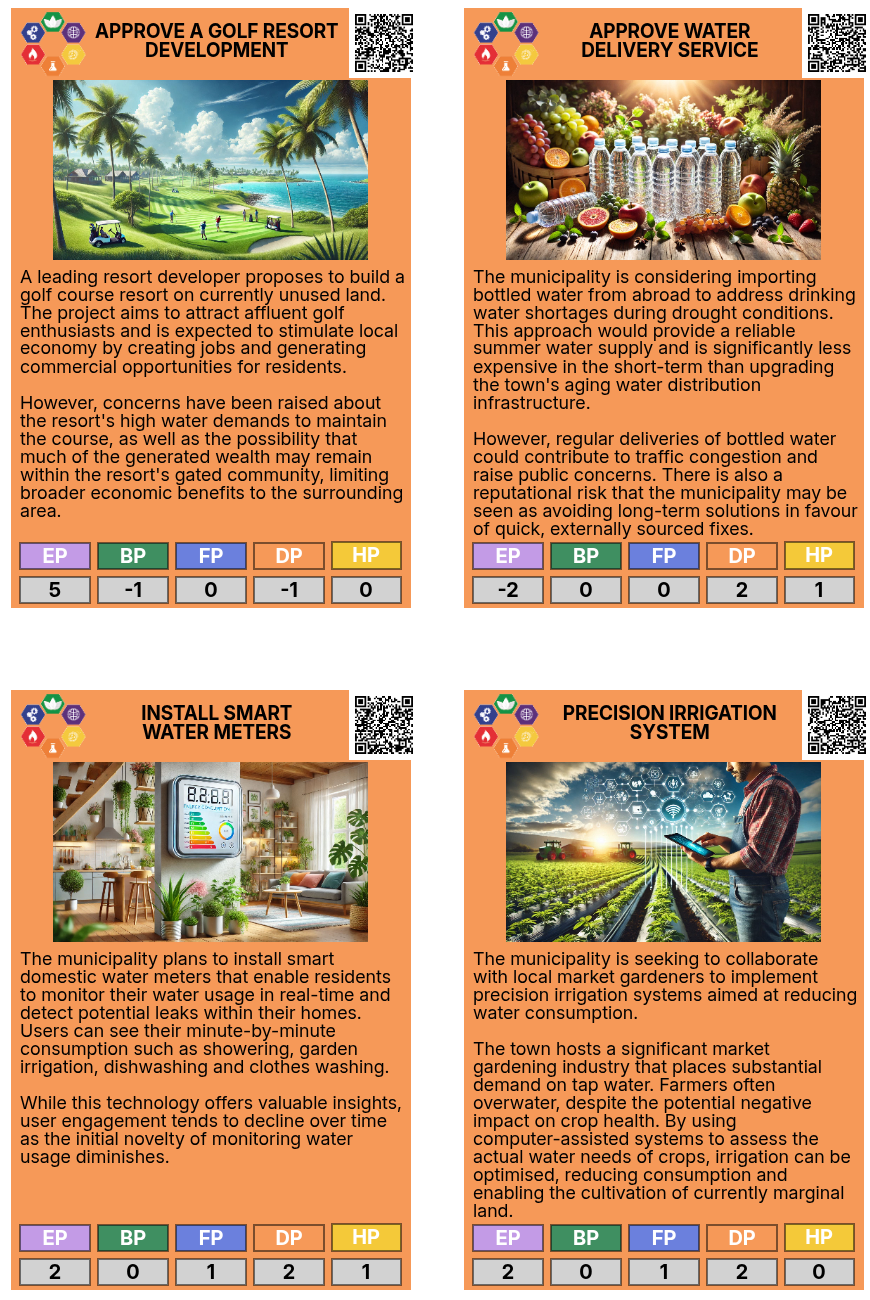 APPROVE A GOLF RESORT
DEVELOPMENT
A leading resort developer proposes to build a
golf course resort on currently unused land.
The project aims to attract affluent golf
enthusiasts and is expected to stimulate local
economy by creating jobs and generating
commercial opportunities for residents.
However, concerns have been raised about
the resort's high water demands to maintain
the course, as well as the possibility that
much of the generated wealth may remain
within the resort's gated community, limiting
broader economic benefits to the surrounding
area.
EP BP FP DP HP
5 -1 0 -1 0
APPROVE WATER
DELIVERY SERVICE
The municipality is considering importing
bottled water from abroad to address drinking
water shortages during drought conditions.
This approach would provide a reliable
summer water supply and is significantly less
expensive in the short-term than upgrading
the town's aging water distribution
infrastructure.
However, regular deliveries of bottled water
could contribute to traffic congestion and
raise public concerns. There is also a
reputational risk that the municipality may be
seen as avoiding long-term solutions in favour
of quick, externally sourced fixes.
EP BP FP DP HP
-2 0 0 2 1
INSTALL SMART
WATER METERS
The municipality plans to install smart
domestic water meters that enable residents
to monitor their water usage in real-time and
detect potential leaks within their homes.
Users can see their minute-by-minute
consumption such as showering, garden
irrigation, dishwashing and clothes washing.
While this technology offers valuable insights,
user engagement tends to decline over time
as the initial novelty of monitoring water
usage diminishes.
EP BP FP DP HP
2 0 1 2 1
PRECISION IRRIGATION
SYSTEM
The municipality is seeking to collaborate
with local market gardeners to implement
precision irrigation systems aimed at reducing
water consumption.
The town hosts a significant market
gardening industry that places substantial
demand on tap water. Farmers often
overwater, despite the potential negative
impact on crop health. By using
computer-assisted systems to assess the
actual water needs of crops, irrigation can be
optimised, reducing consumption and
enabling the cultivation of currently marginal
land.
EP BP FP DP HP
2 0 1 2 0